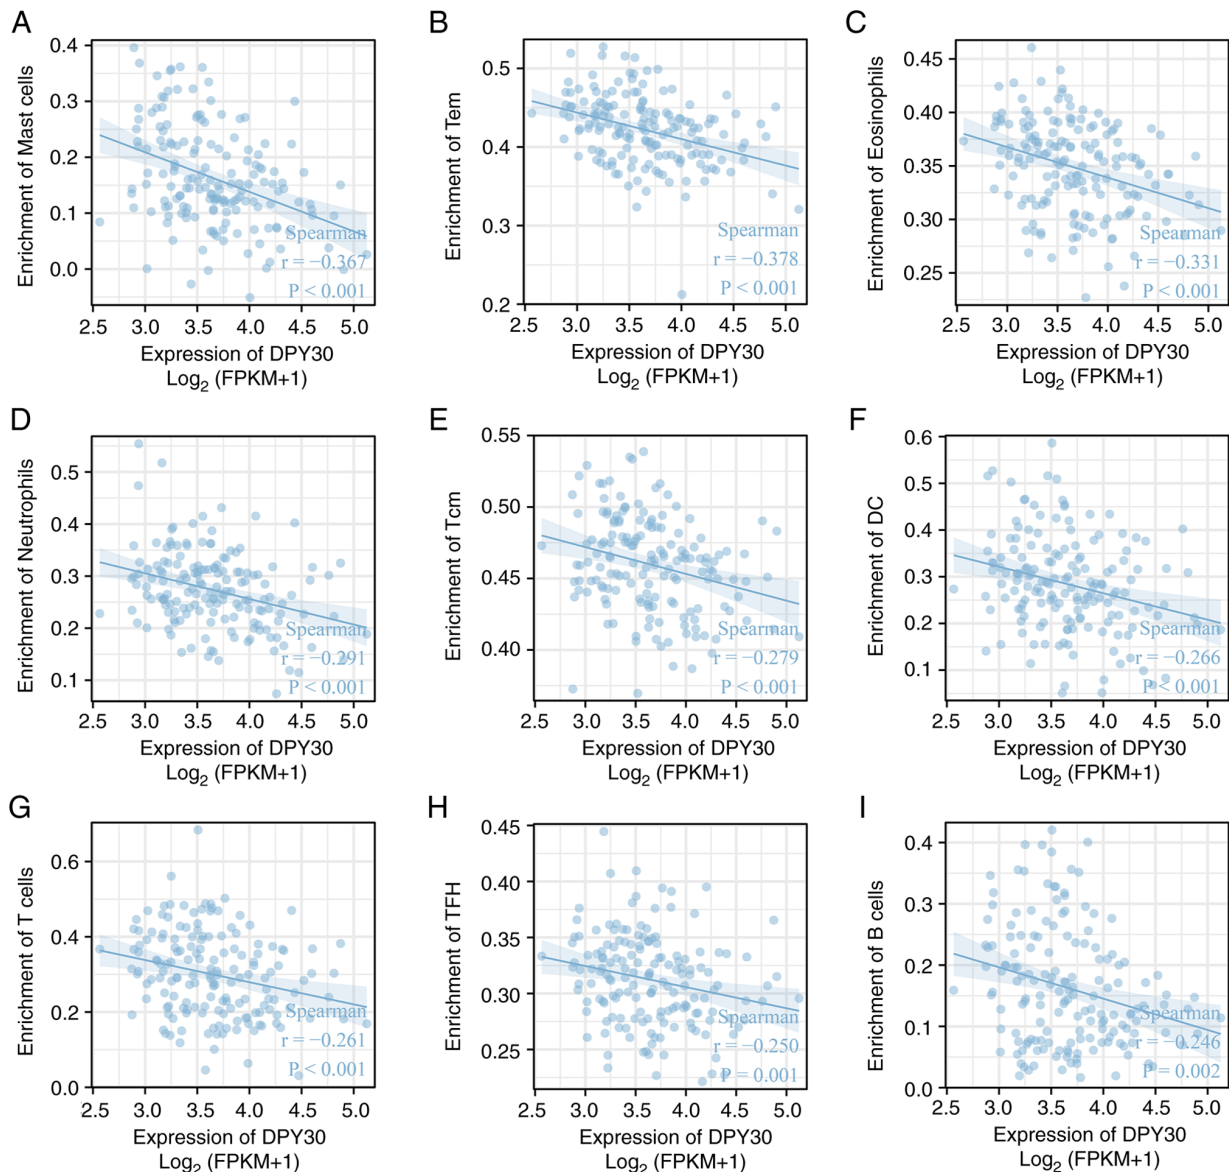 A
Enrichment of Mast cells
0.4
0.3
0.2
0.1
0.0
Spearman
r = −0.367
P < 0.001
2.5 3.0 3.5 4.0 4.5 5.0
Expression of DPY30
Log2 (FPKM+1)
B
Enrichment of Tem
0.5
0.4
0.3
0.2
Spearman
r = −0.378
P < 0.001
2.5 3.0 3.5 4.0 4.5 5.0
Expression of DPY30
Log2 (FPKM+1)
C
Enrichment of Eosinophils
0.45
0.40
0.35
0.30
0.25
Spearman
r = −0.331
P < 0.001
2.5 3.0 3.5 4.0 4.5 5.0
Expression of DPY30
Log2 (FPKM+1)
D
Enrichment of Neutrophils
0.5
0.4
0.3
0.2
0.1
Spearman
r = −0.291
P < 0.001
2.5 3.0 3.5 4.0 4.5 5.0
Expression of DPY30
Log2 (FPKM+1)
E
Enrichment of Tcm
0.55
0.50
0.45
0.40
Spearman
r = −0.279
P < 0.001
2.5 3.0 3.5 4.0 4.5 5.0
Expression of DPY30
Log2 (FPKM+1)
F
Enrichment of DC
0.6
0.5
0.4
0.3
0.2
0.1
Spearman
r = −0.266
P < 0.001
2.5 3.0 3.5 4.0 4.5 5.0
Expression of DPY30
Log2 (FPKM+1)
G
Enrichment of T cells
0.6
0.4
0.2
0.0
Spearman
r = −0.261
P < 0.001
2.5 3.0 3.5 4.0 4.5 5.0
Expression of DPY30
Log2 (FPKM+1)
H
Enrichment of TFH
0.45
0.40
0.35
0.30
0.25
Spearman
r = −0.250
P = 0.001
2.5 3.0 3.5 4.0 4.5 5.0
Expression of DPY30
Log2 (FPKM+1)
I
Enrichment of B cells
0.4
0.3
0.2
0.1
0.0
Spearman
r = −0.246
P = 0.002
2.5 3.0 3.5 4.0 4.5 5.0
Expression of DPY30
Log2 (FPKM+1)